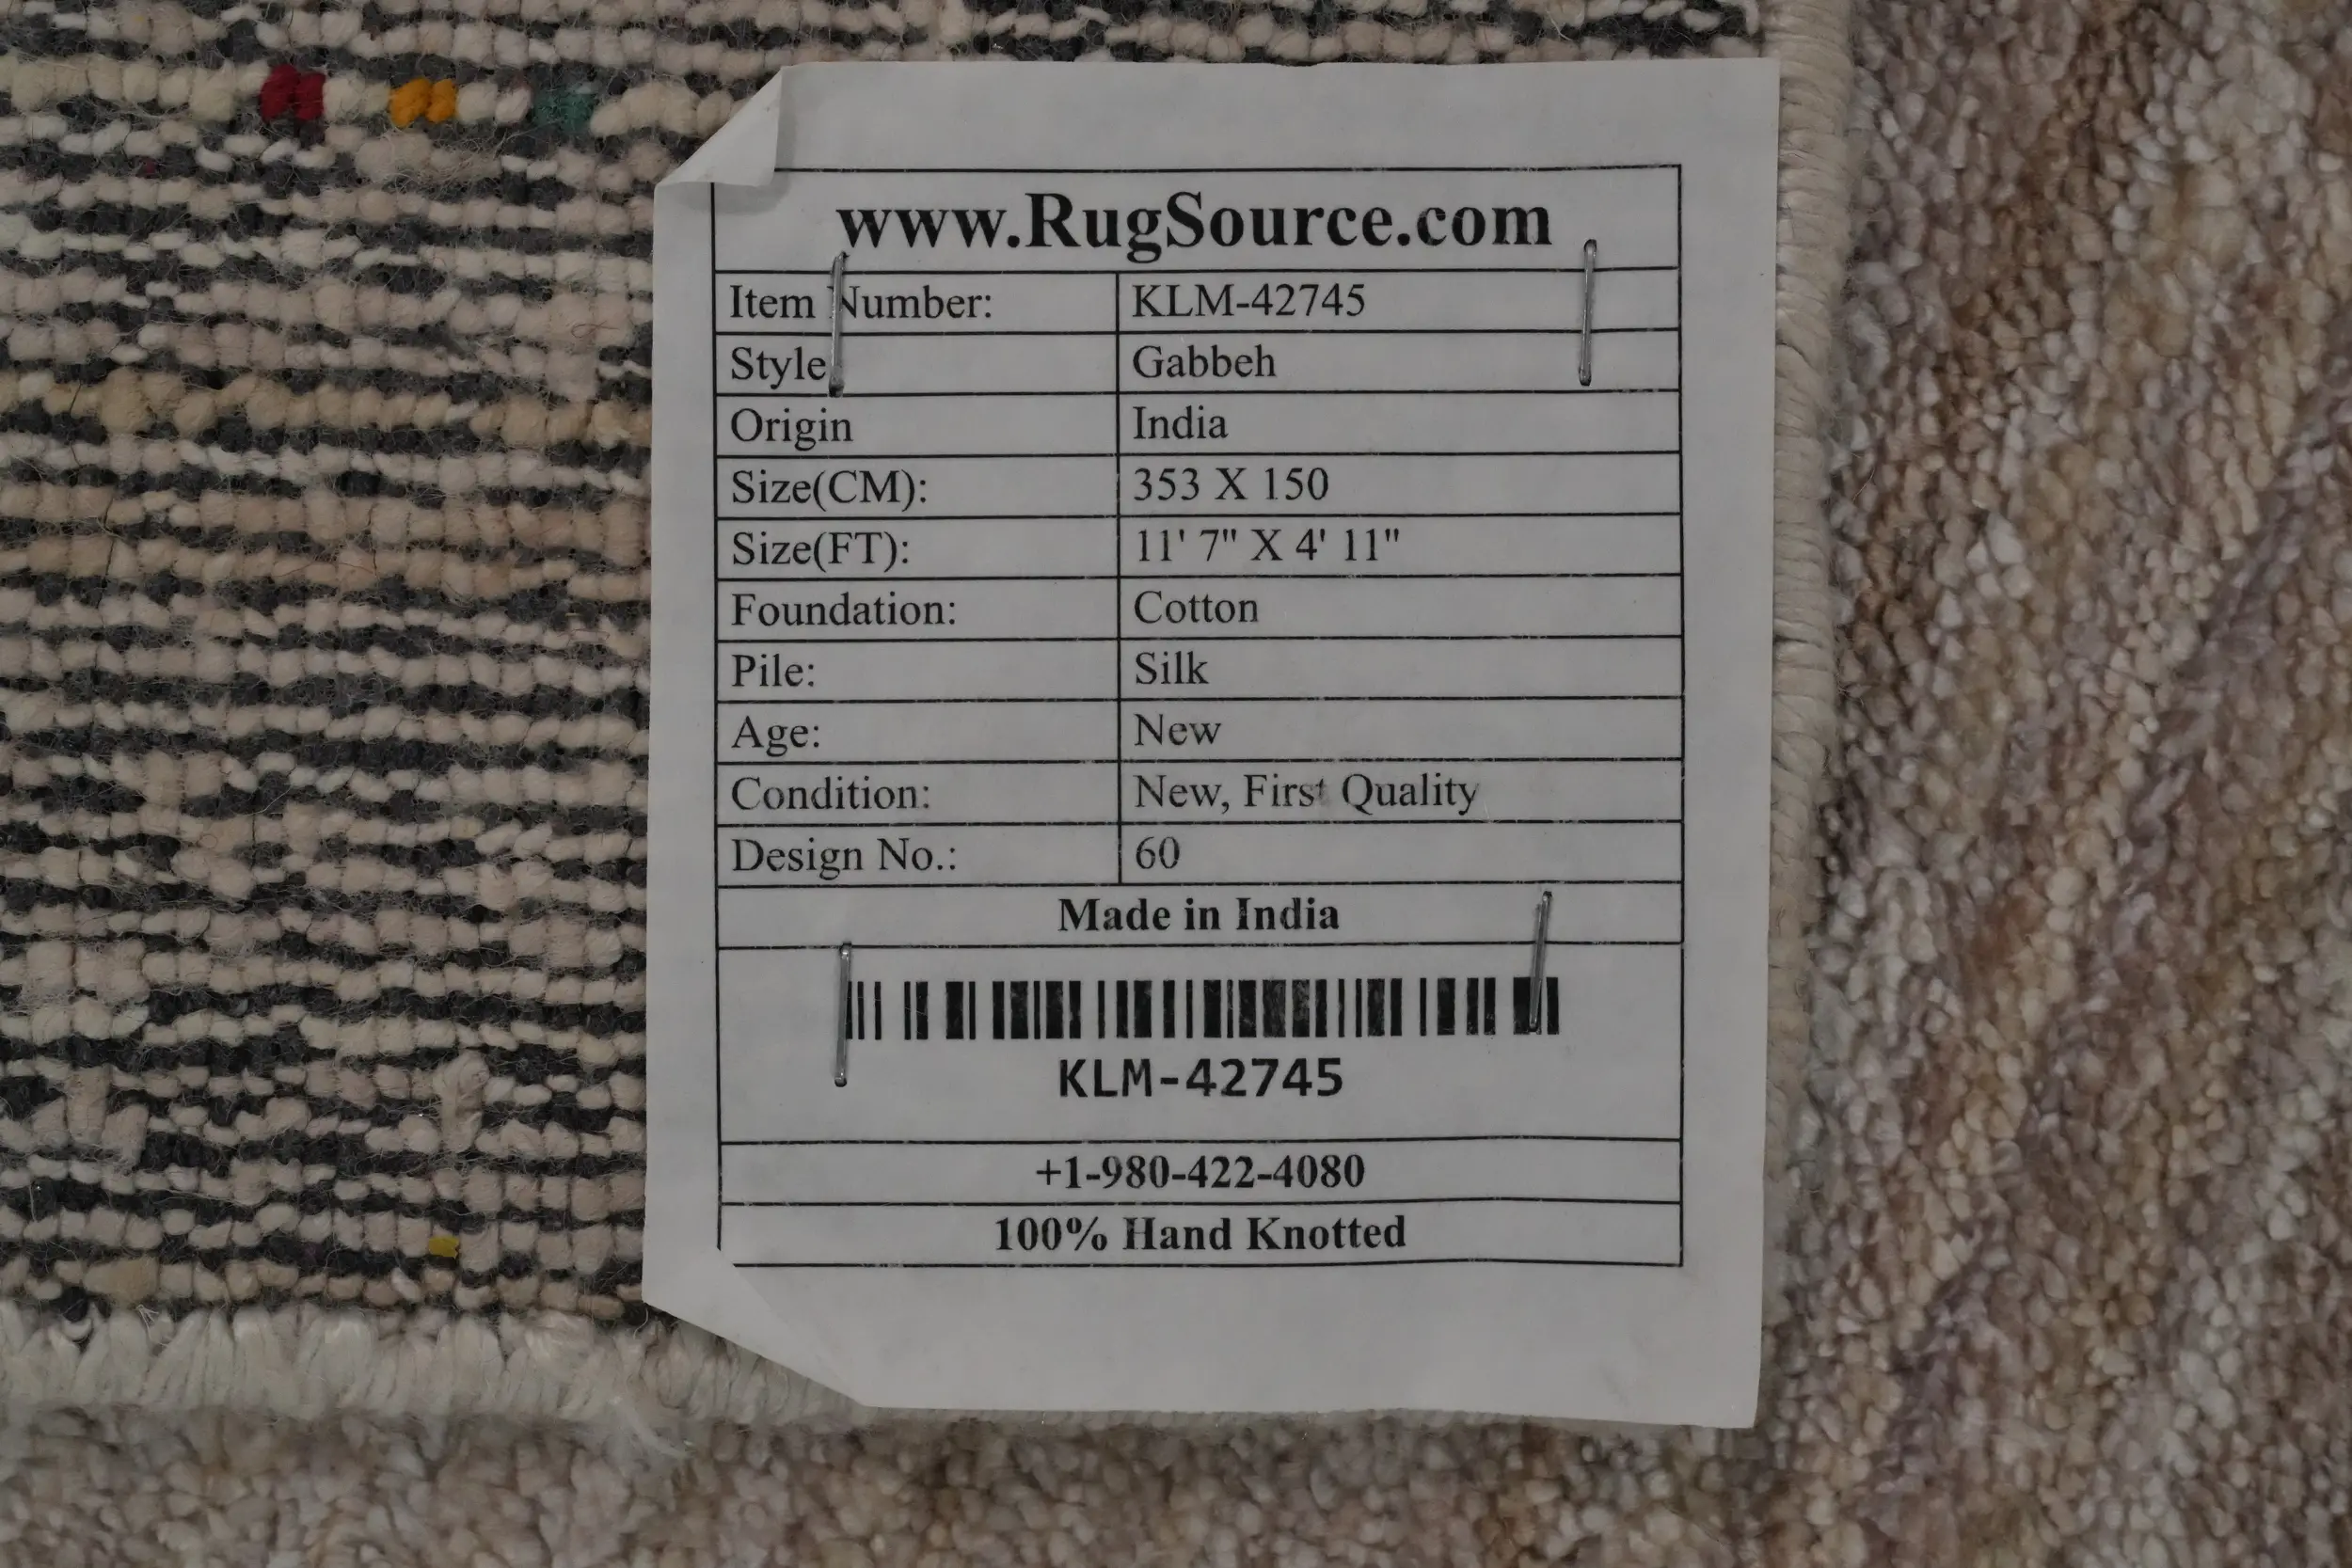 www.RugSource.com
Item Number: KLM-42745
Style Gabbeh
Origin India
Size(CM): 353 X 150
Size(FT): 11' 7" X 4' 11"
Foundation: Cotton
Pile: Silk
Age: New
Condition: New, First Quality
Design No.: 60
Made in India
KLM-42745
+1-980-422-4080
100% Hand Knotted